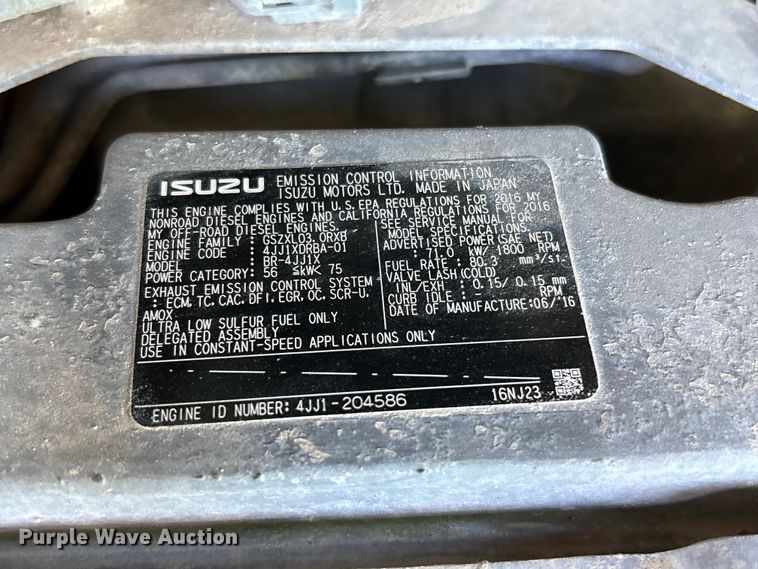 ISUZU EMISSION CONTROL INFORMATION
ISUZU MOTORS LTD. MADE IN JAPAN
THIS ENGINE COMPLIES WITH U.S.EPA REGULATIONS FOR 2016 MY
NONROAD DIESEL ENGINES AND CALIFORNIA REGULATIONS FOR 2016
MY OFF-ROAD DIESEL ENGINES.
ENGINE FAMILY : GSZXL03.0RXB
ENGINE CODE : 4JJ1XDRBA-01
MODEL : BR-4JJ1X
POWER CATEGORY : 56 ≦kW< 75
EXHAUST EMISSION CONTROL SYSTEM
: ECM, TC, CAC, DFI, EGR, OC, SCR-U,
AMOX
ULTRA LOW SULFUR FUEL ONLY
DELEGATED ASSEMBLY
USE IN CONSTANT-SPEED APPLICATIONS ONLY
SEE SERVICE MANUAL FOR
ADVERTISED POWER(SAE NET)
kW/ 1800 RPM
FUEL RATE : 80.3 mm³/st.
VALVE LASH(COLD)
INL/EXH : 0.15/ 0.15 mm
CURB IDLE : - RPM
DATE OF MANUFACTURE:06/'16
16NJ23
ENGINE ID NUMBER: 4JJ1-204586
Purple Wave Auction